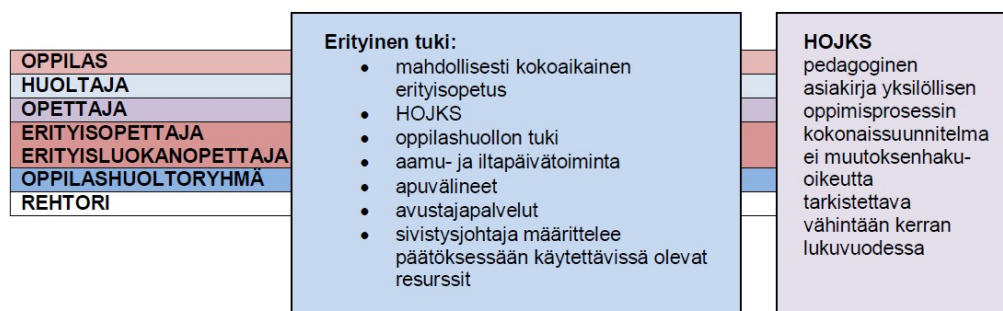 OPPILAS
HUOLTAJA
OPETTAJA
ERITYISOPETTAJA
ERITYISLUOKANOPETTAJA
OPPILASHUOLTORYHMÄ
REHTORI
Erityinen tuki:
• mahdollisesti kokoaikainen
erityisopetus
• HOJKS
• oppilashuollon tuki
• aamu- ja iltapäivätoiminta
• apuvälineet
• avustajapalvelut
• sivistysjohtaja määrittelee
päätöksessään käytettävissä olevat
resurssit
HOJKS
pedagoginen
asiakirja yksilöllisen
oppimisprosessin
kokonaissuunnitelma
ei muutoksenhaku-
oikeutta
tarkistettava
vähintään kerran
lukuvuodessa